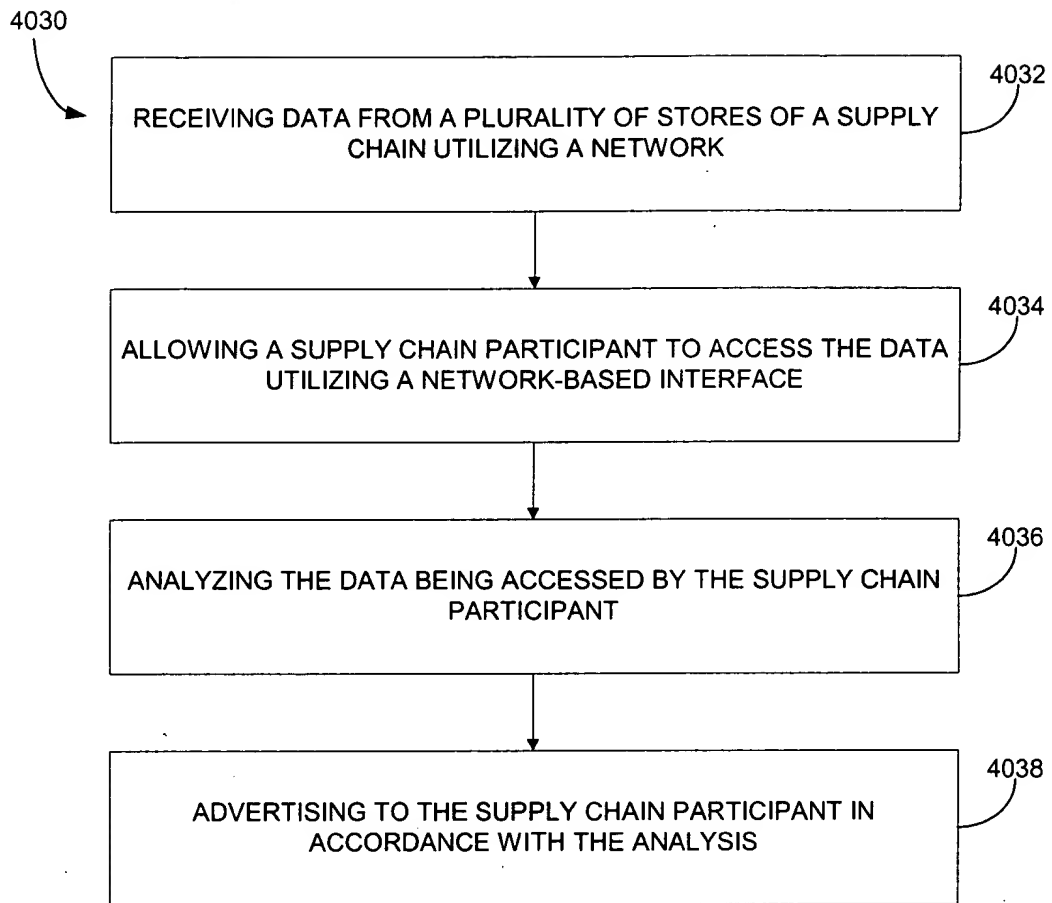 4030
4032
RECEIVING DATA FROM A PLURALITY OF STORES OF A SUPPLY
CHAIN UTILIZING A NETWORK
4034
ALLOWING A SUPPLY CHAIN PARTICIPANT TO ACCESS THE DATA
UTILIZING A NETWORK-BASED INTERFACE
4036
ANALYZING THE DATA BEING ACCESSED BY THE SUPPLY CHAIN
PARTICIPANT
4038
ADVERTISING TO THE SUPPLY CHAIN PARTICIPANT IN
ACCORDANCE WITH THE ANALYSIS